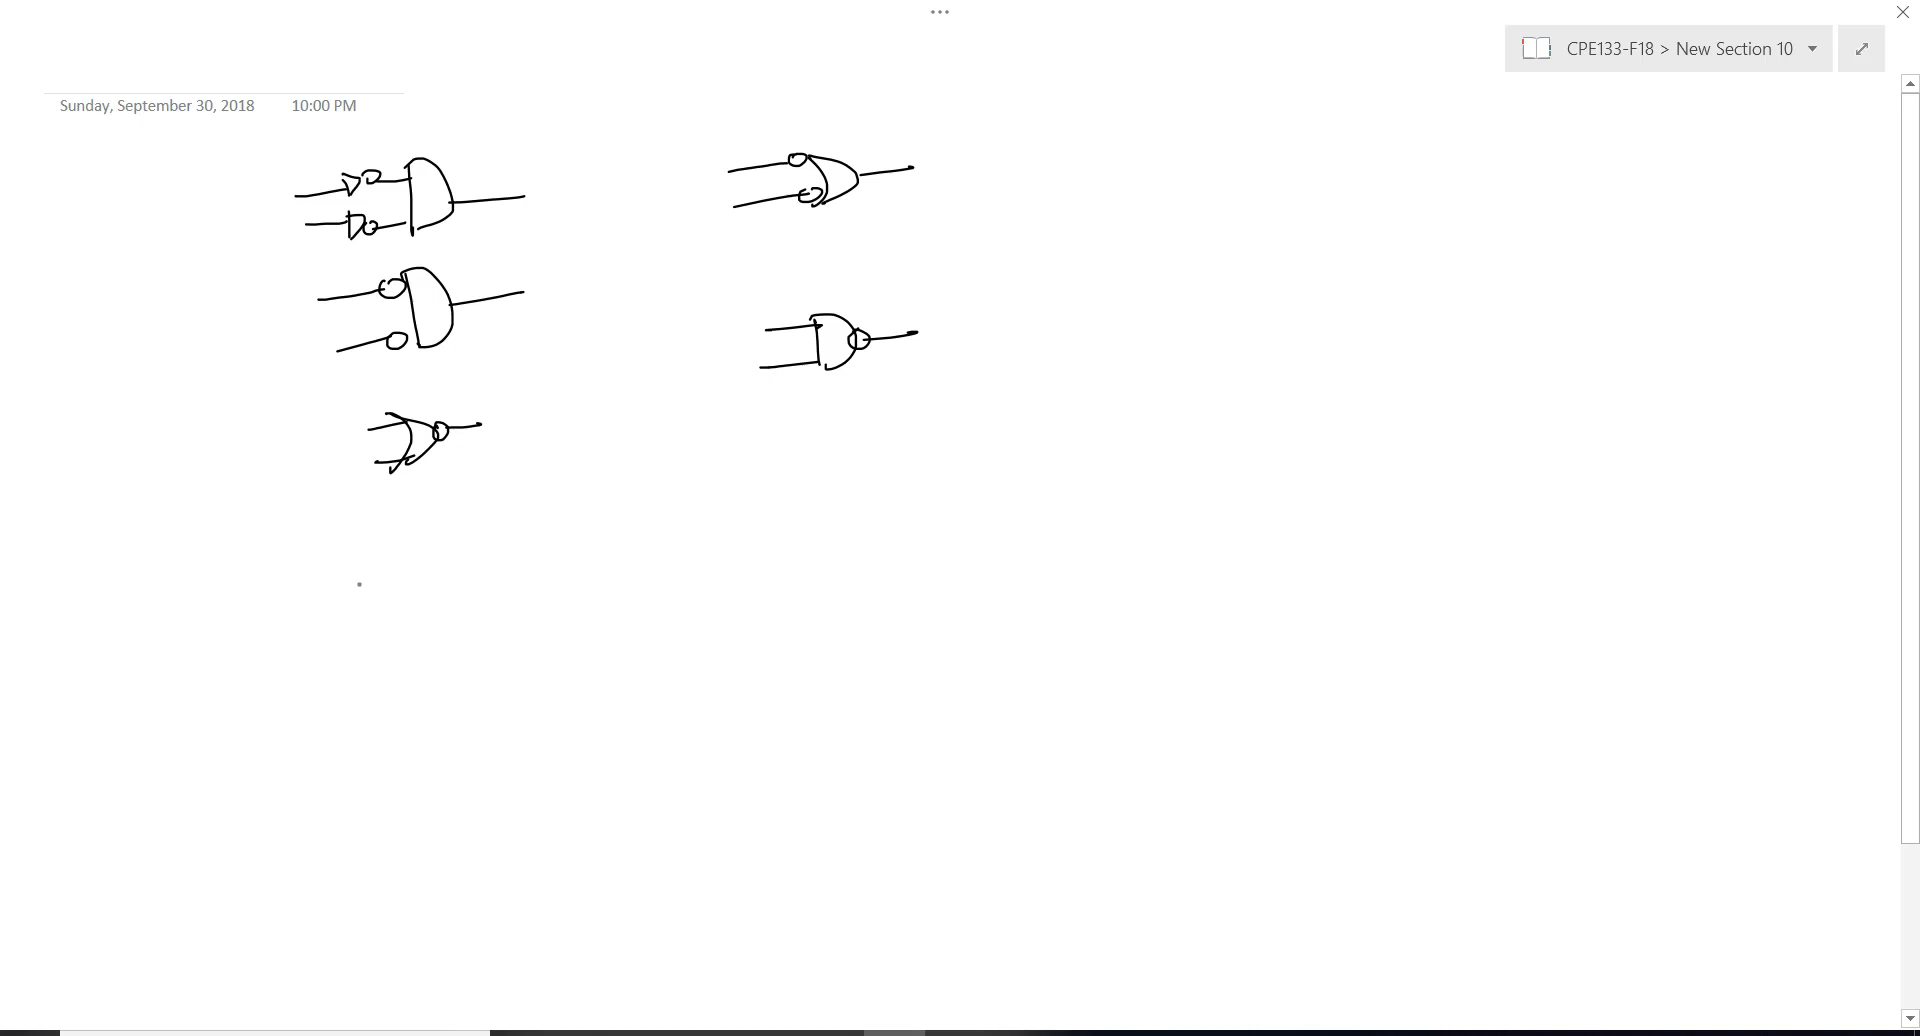 CPE133-F18 > New Section 10
Sunday, September 30, 2018 10:00 PM